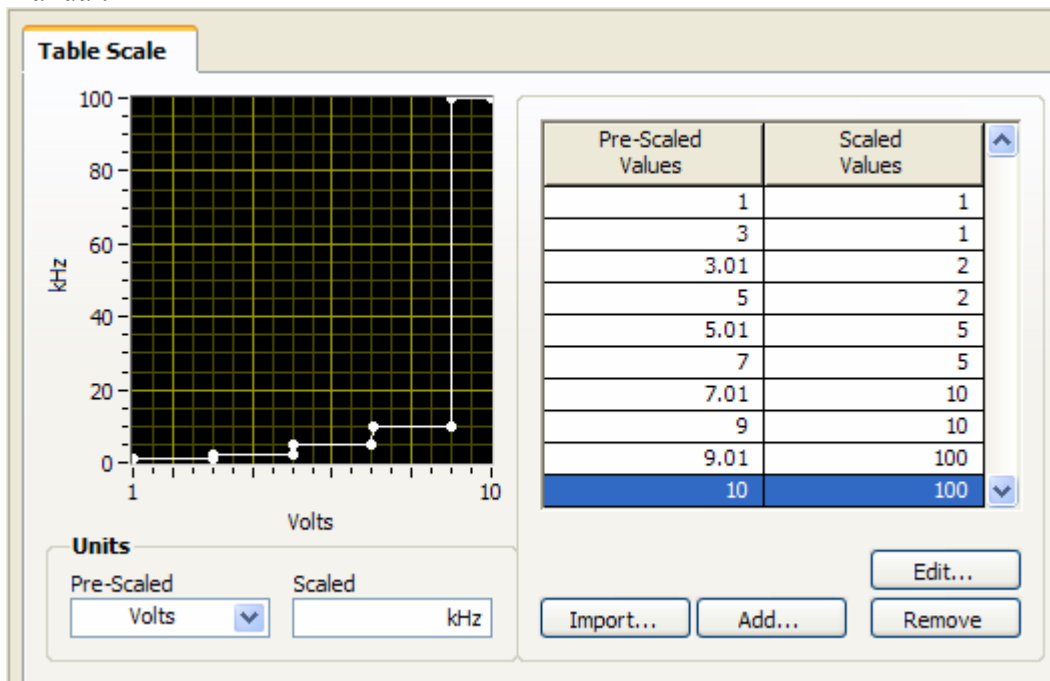 Table Scale
100
80
60
40
20
0
kHz
1
10
Volts
Pre-Scaled Values
Scaled Values
1 1
3 1
3.01 2
5 2
5.01 5
7 5
7.01 10
9 10
9.01 100
10 100
Units
Pre-Scaled
Scaled
Volts
kHz
Edit...
Import...
Add...
Remove